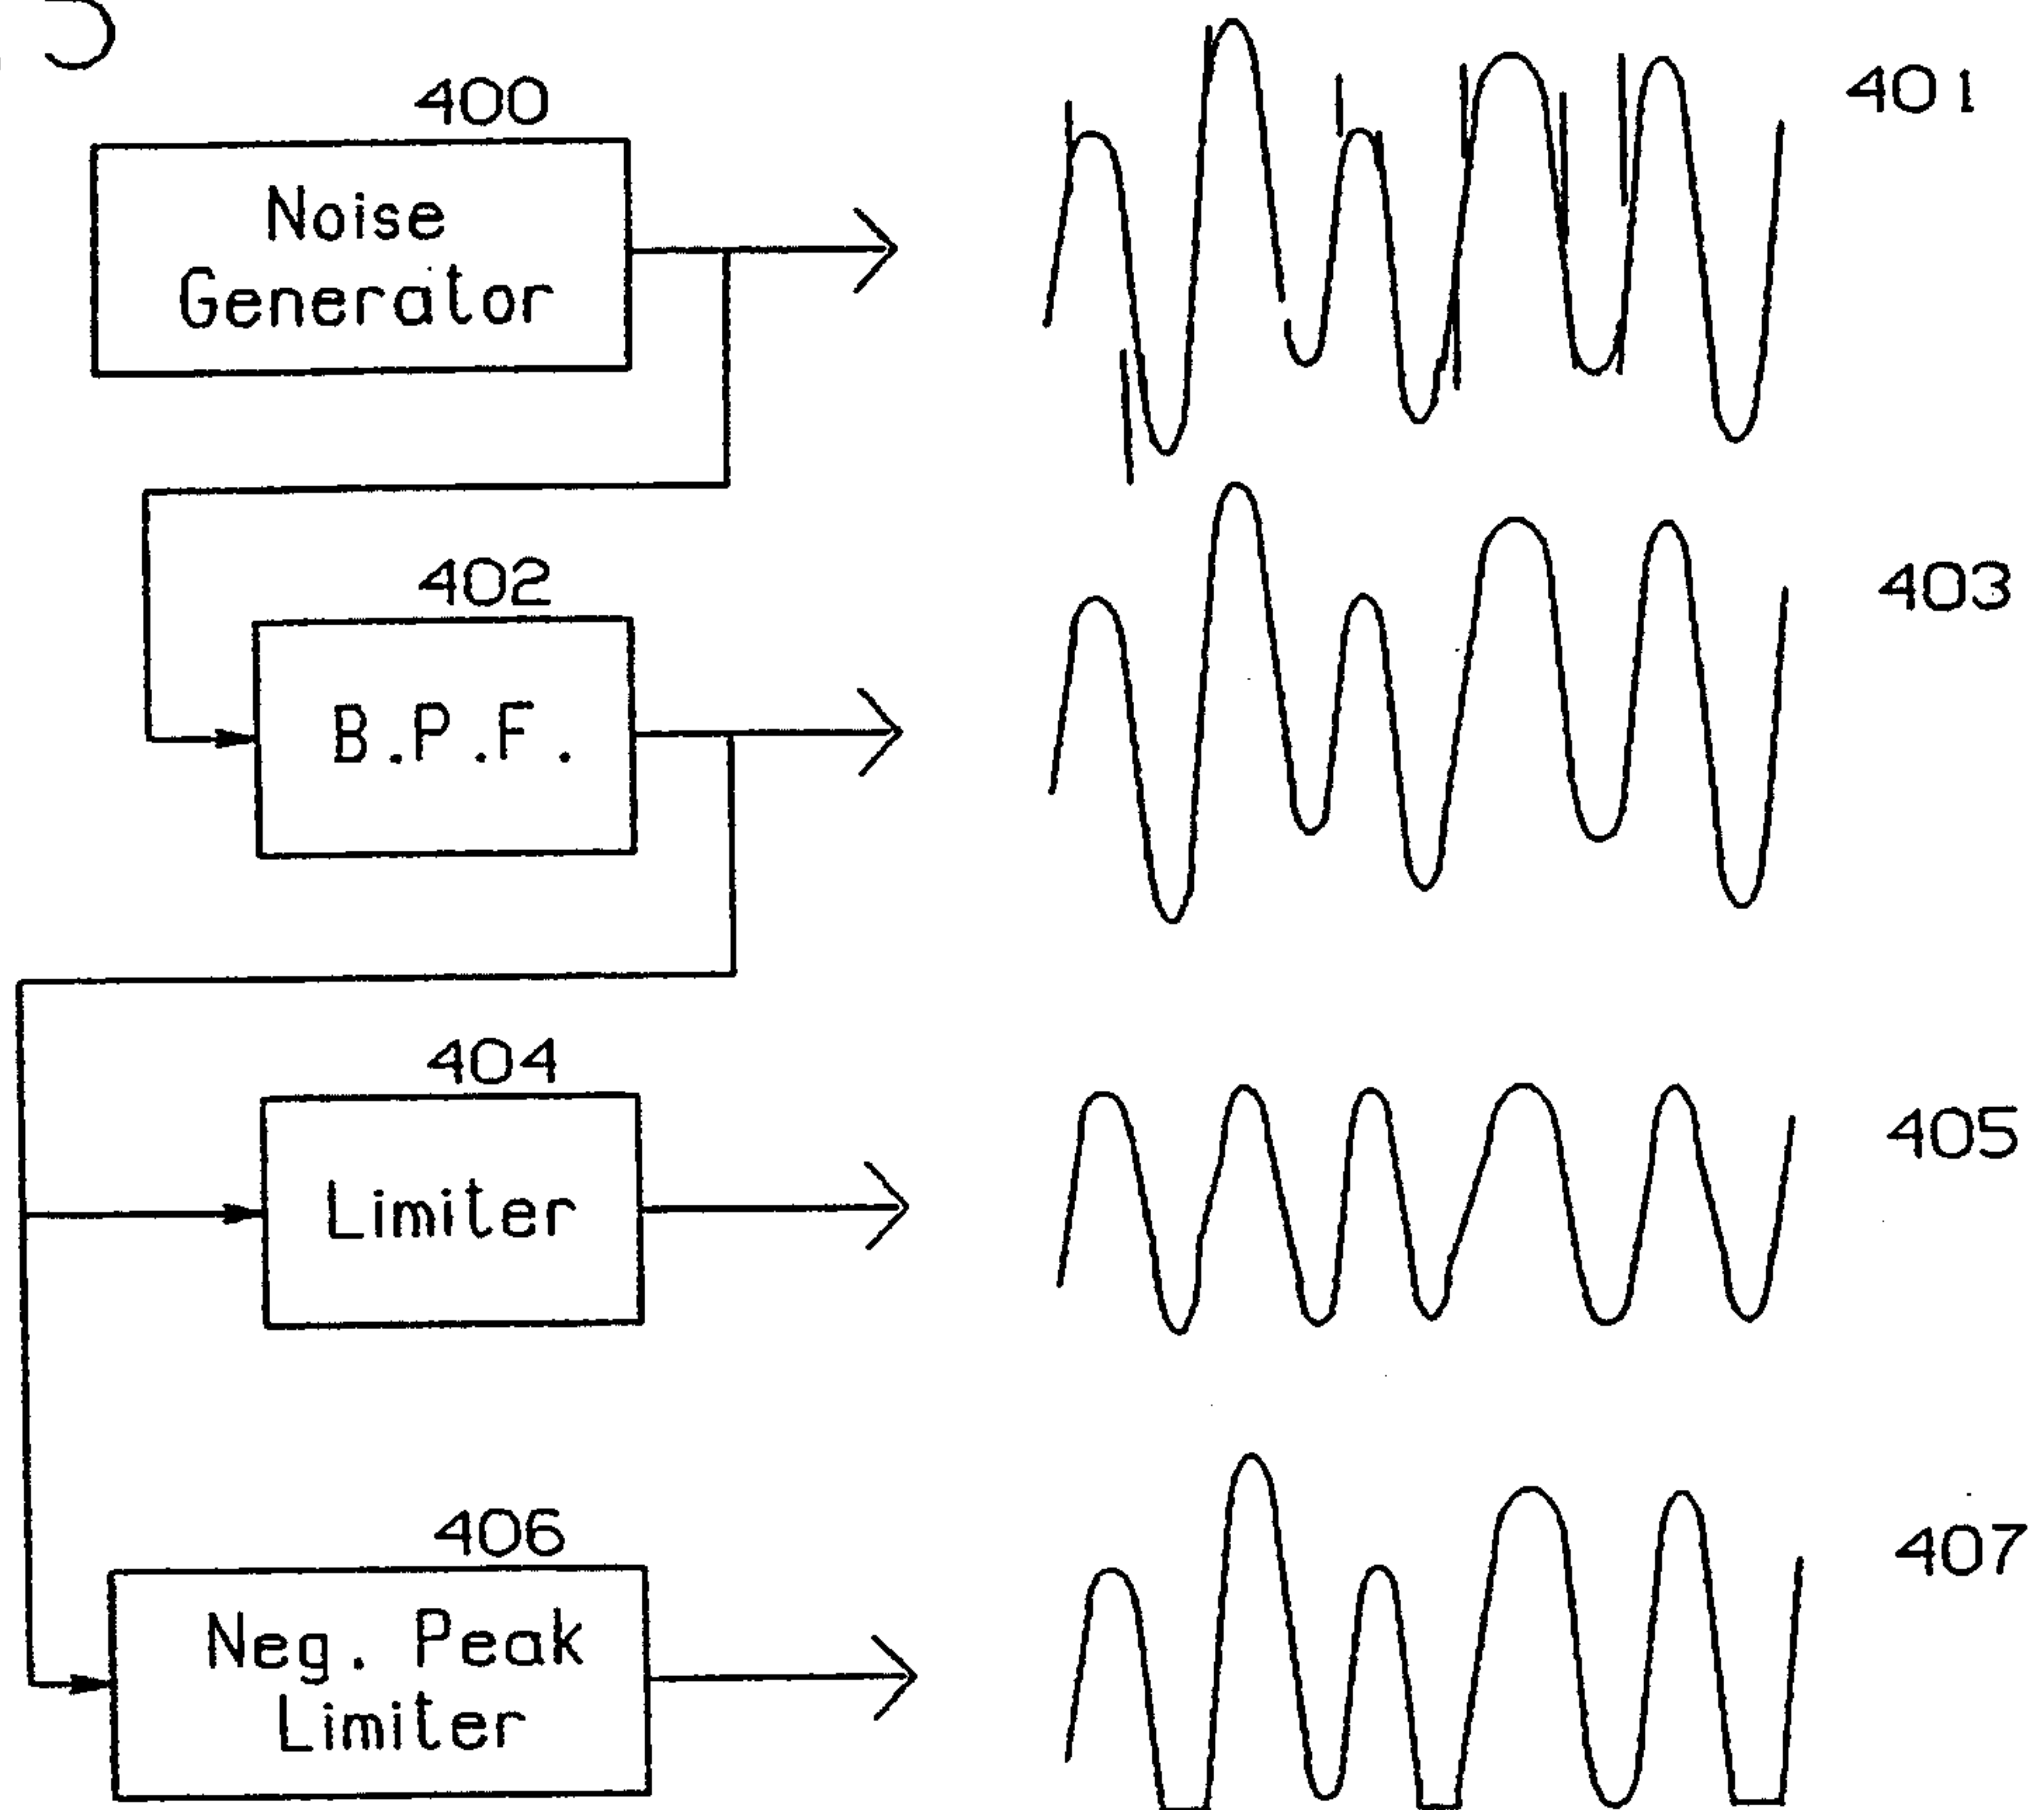 400
401
Noise
Generator
402
403
B.P.F.
404
405
Limiter
406
407
Neg. Peak
Limiter